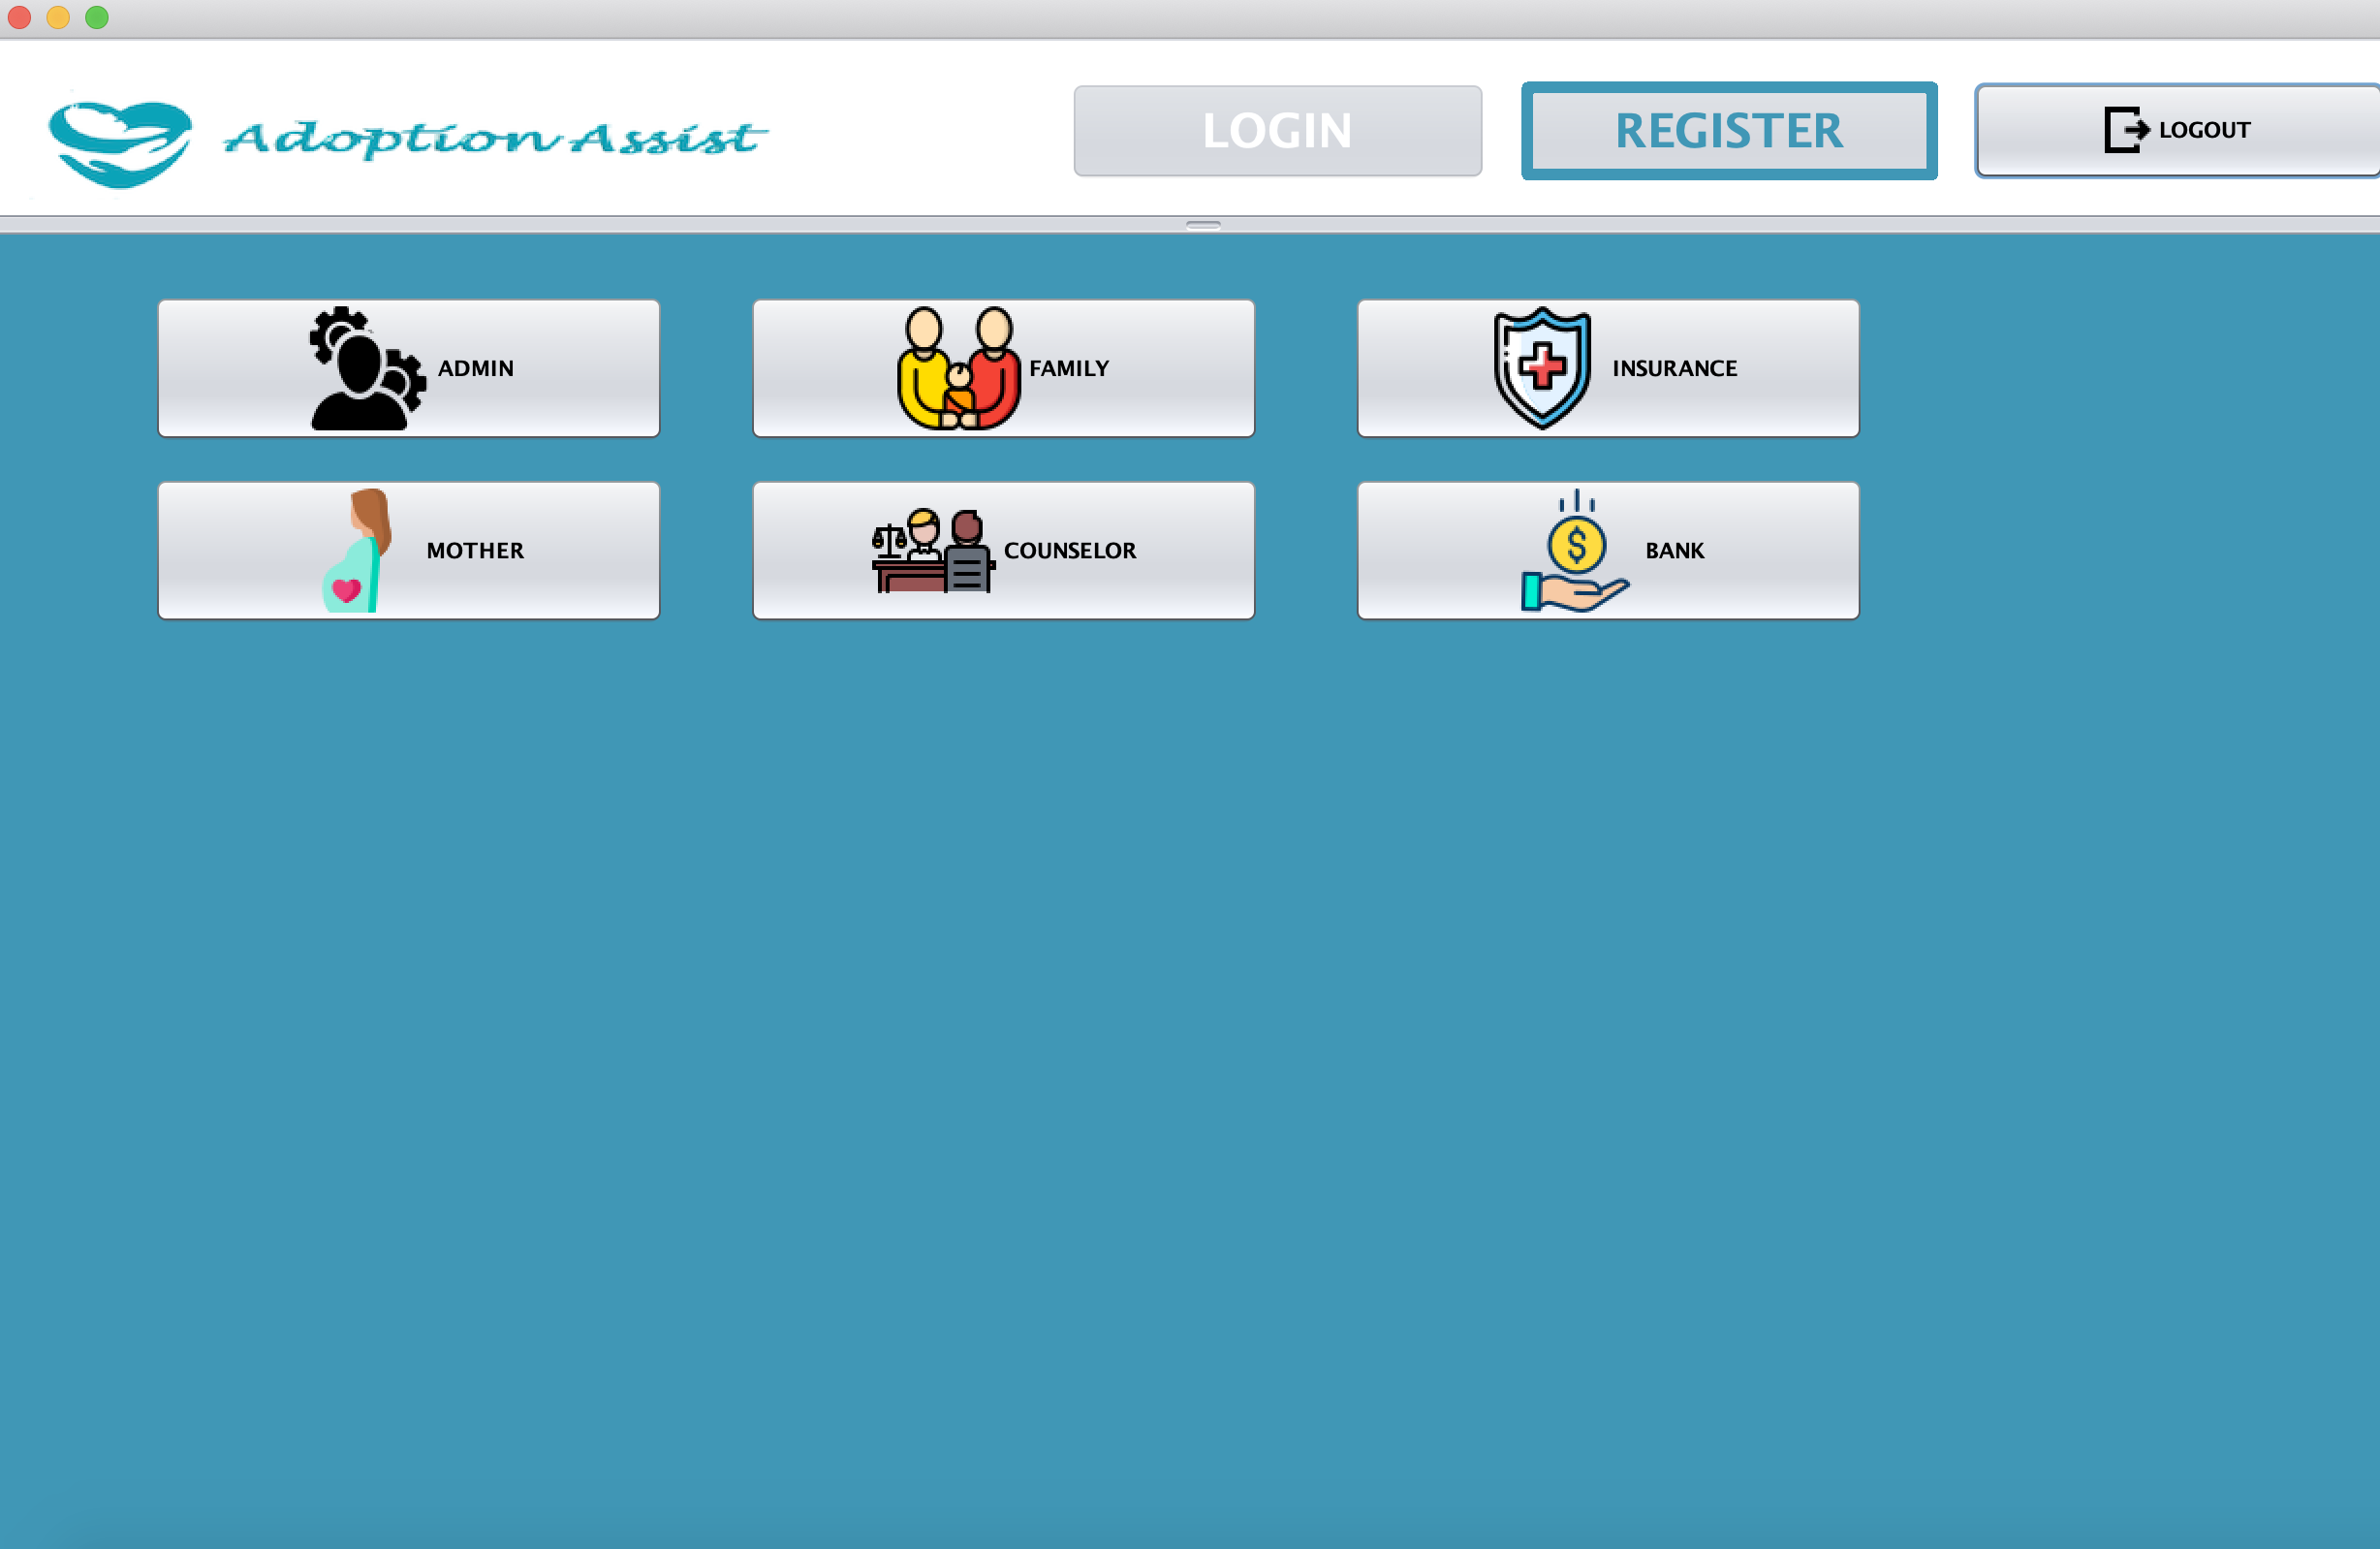 Adoption Assist
LOGIN
REGISTER
LOGOUT
ADMIN
FAMILY
INSURANCE
MOTHER
COUNSELOR
$
BANK